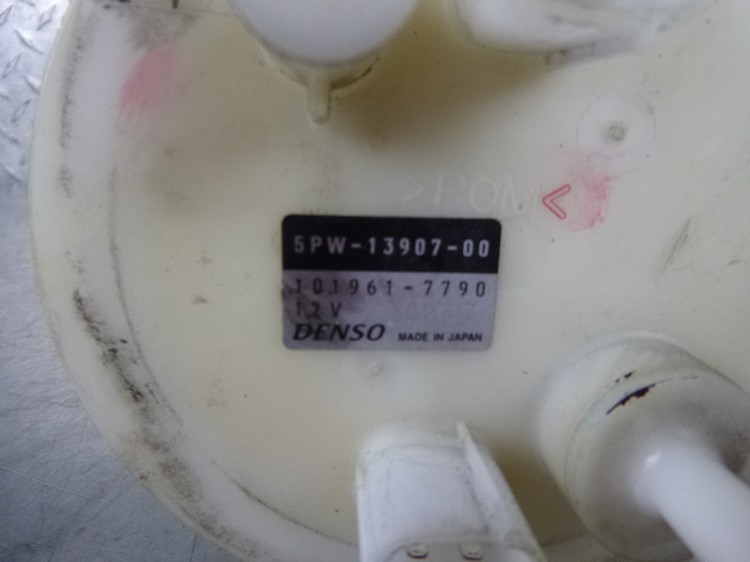 >POM<
5PW-13907-00
101961-7790
12V
DENSO MADE IN JAPAN